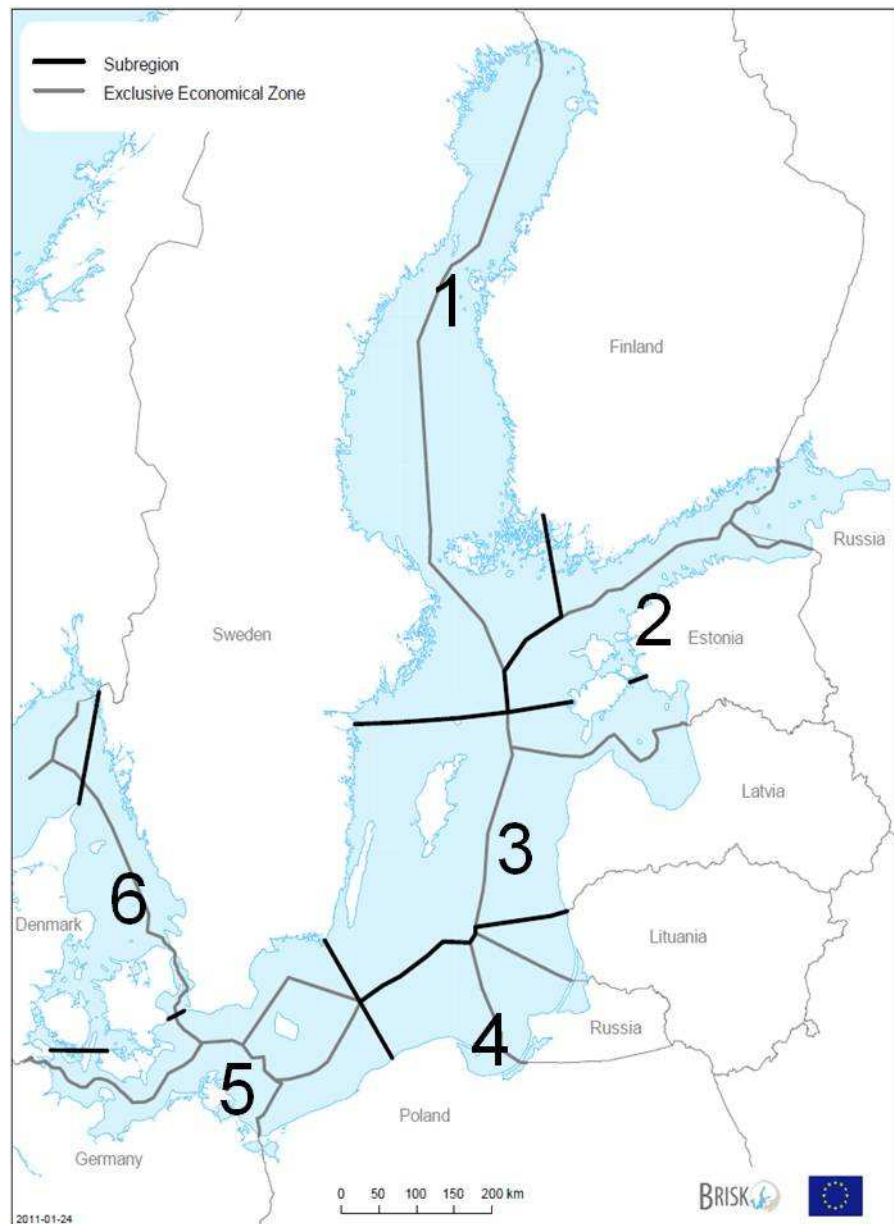 Subregion
Exclusive Economical Zone
1
Finland
Russia
2
Sweden
Estonia
Latvia
3
6
Denmark
Lituania
Russia
4
5
Poland
Germany
0 50 100 150 200 km
BRISK
2011-01-24